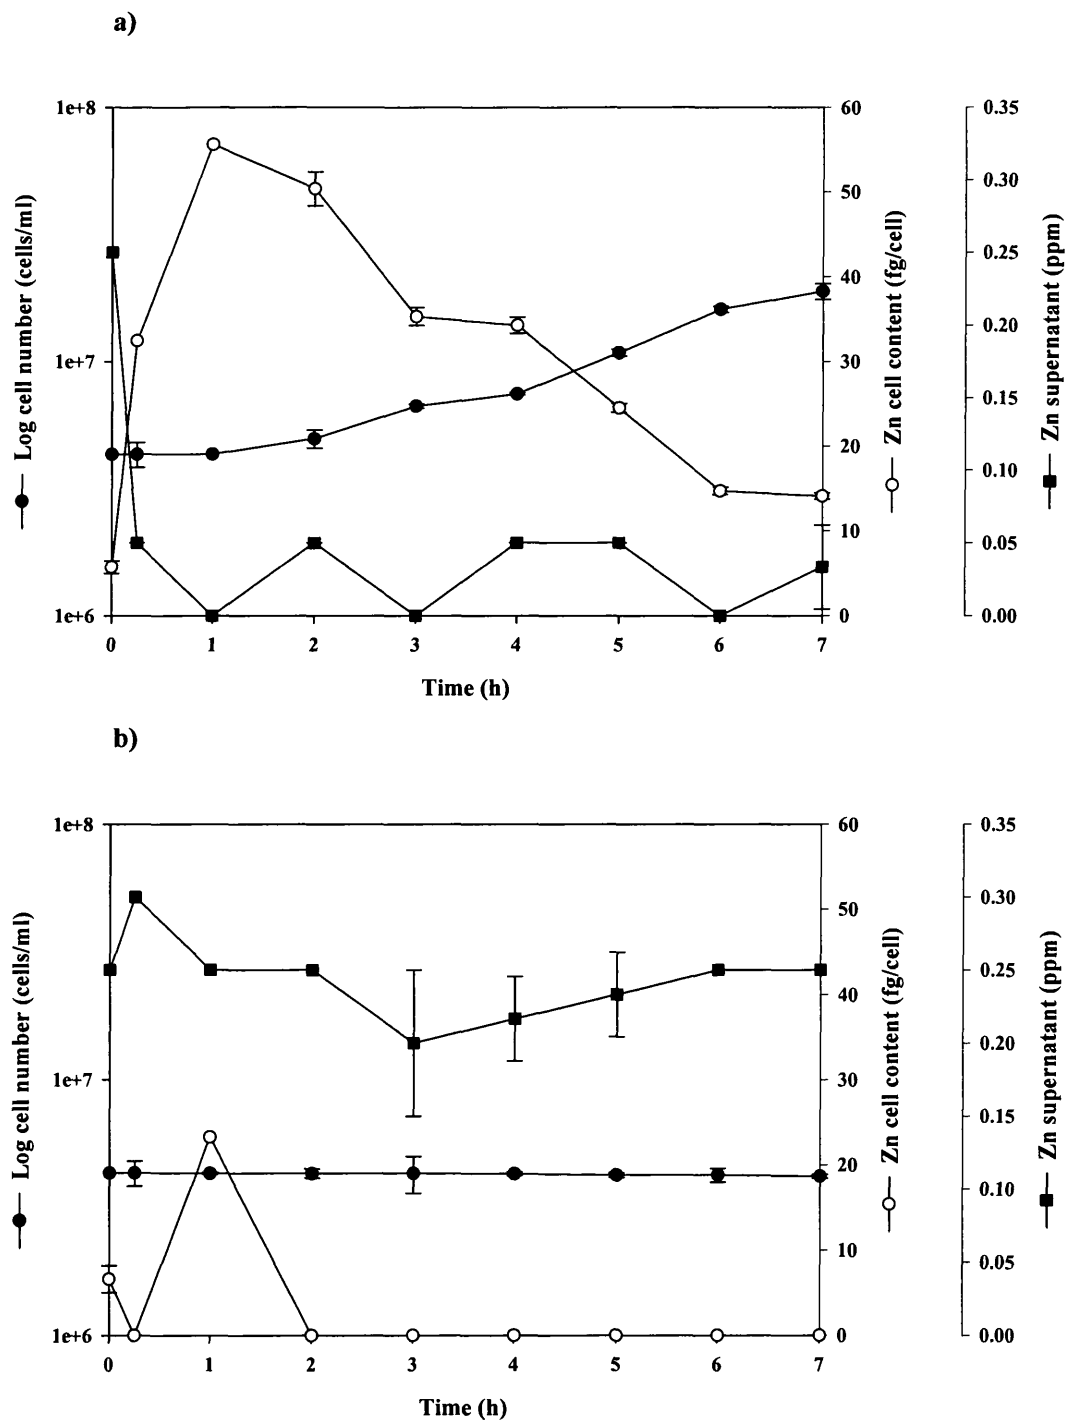 a)
Log cell number (cells/ml)
1e+8
1e+7
1e+6
60
50
40
30
20
10
0
Zn cell content (fg/cell)
0.35
0.30
0.25
0.20
0.15
0.10
0.05
0.00
Zn supernatant (ppm)
0 1 2 3 4 5 6 7
Time (h)
b)
Log cell number (cells/ml)
1e+8
1e+7
1e+6
60
50
40
30
20
10
0
Zn cell content (fg/cell)
0.35
0.30
0.25
0.20
0.15
0.10
0.05
0.00
Zn supernatant (ppm)
0 1 2 3 4 5 6 7
Time (h)